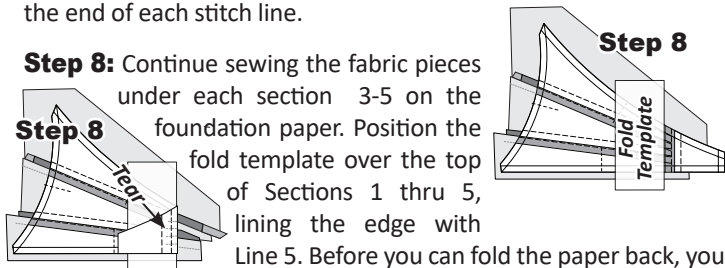 the end of each stitch line.
Step 8
Step 8: Continue sewing the fabric pieces
under each section 3-5 on the
Step 8
foundation paper. Position the
Fold
Template
fold template over the top
Tear
of Sections 1 thru 5,
lining the edge with
Line 5. Before you can fold the paper back, you